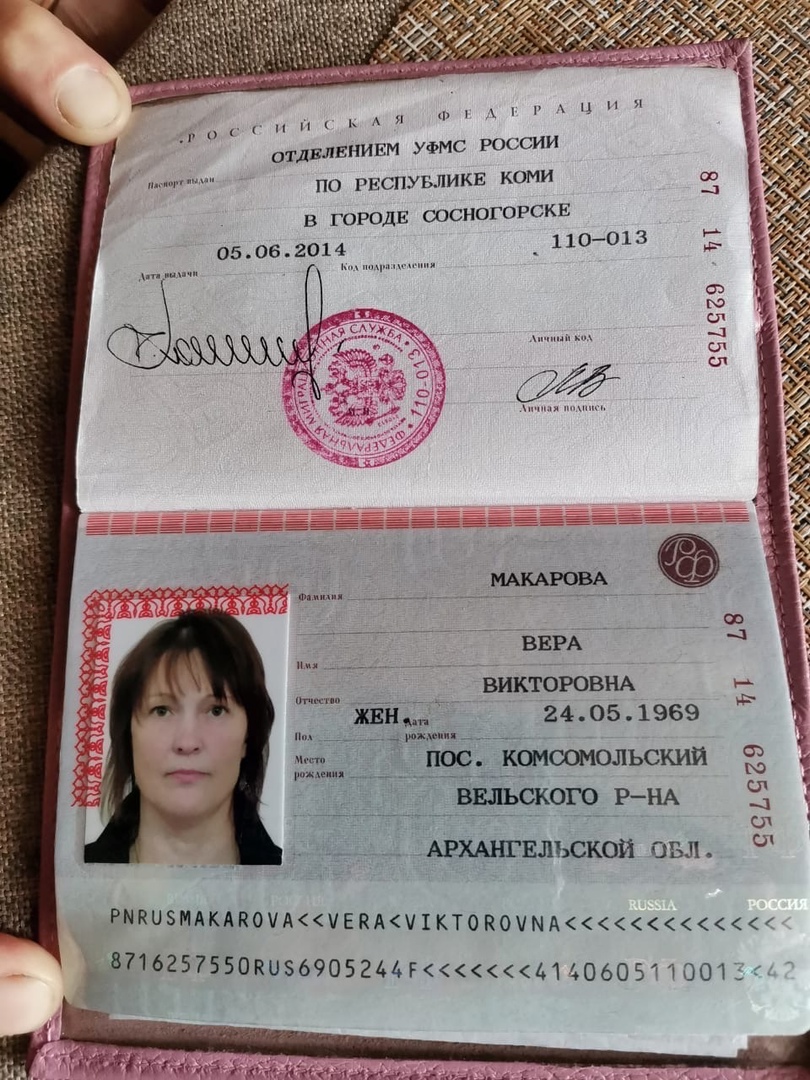 РОССИЙСКАЯ ФЕДЕРАЦИЯ
Паспорт выдан
ОТДЕЛЕНИЕМ УФМС РОССИИ
ПО РЕСПУБЛИКЕ КОМИ
В ГОРОДЕ СОСНОГОРСКЕ
05.06.2014 110-013
Дата выдачи Код подразделения
87 14 625755
Личный код
Личная подпись
ФЕДЕРАЛЬНАЯ МИГРАЦИОННАЯ СЛУЖБА • 110-013 •
МАКАРОВА
Фамилия
ВЕРА
Имя
ВИКТОРОВНА
Отчество
ЖЕН. 24.05.1969
Пол Дата рождения
Место рождения
ПОС. КОМСОМОЛЬСКИЙ
ВЕЛЬСКОГО Р-НА
АРХАНГЕЛЬСКОЙ ОБЛ.
87 14 625755
RUSSIA РОССИЯ
PNRUSMAKAROVA<<VERA<VIKTOROVNA<<<<<<<<<<<<<<
8716257550RUS6905244F<<<<<<<4140605110013<42